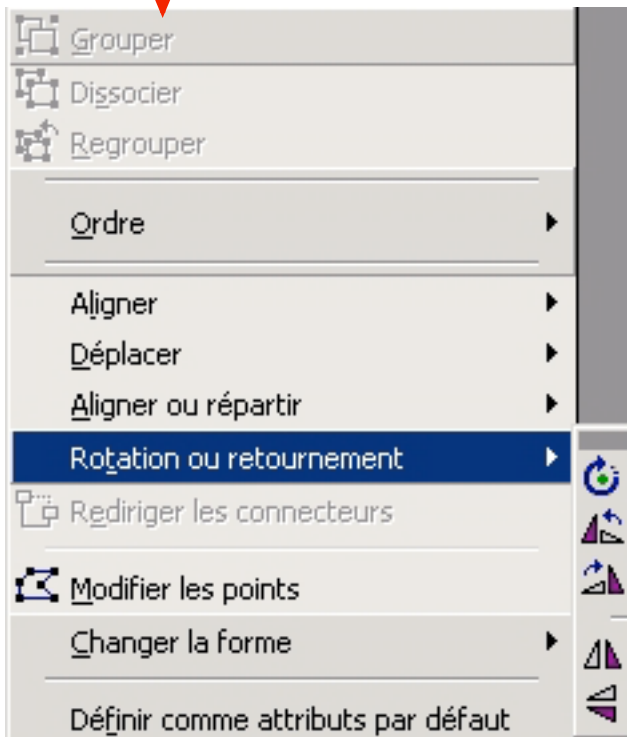 Grouper
Dissocier
Regrouper
Ordre
Aligner
Déplacer
Aligner ou répartir
Rotation ou retournement
Rediriger les connecteurs
Modifier les points
Changer la forme
Définir comme attributs par défaut